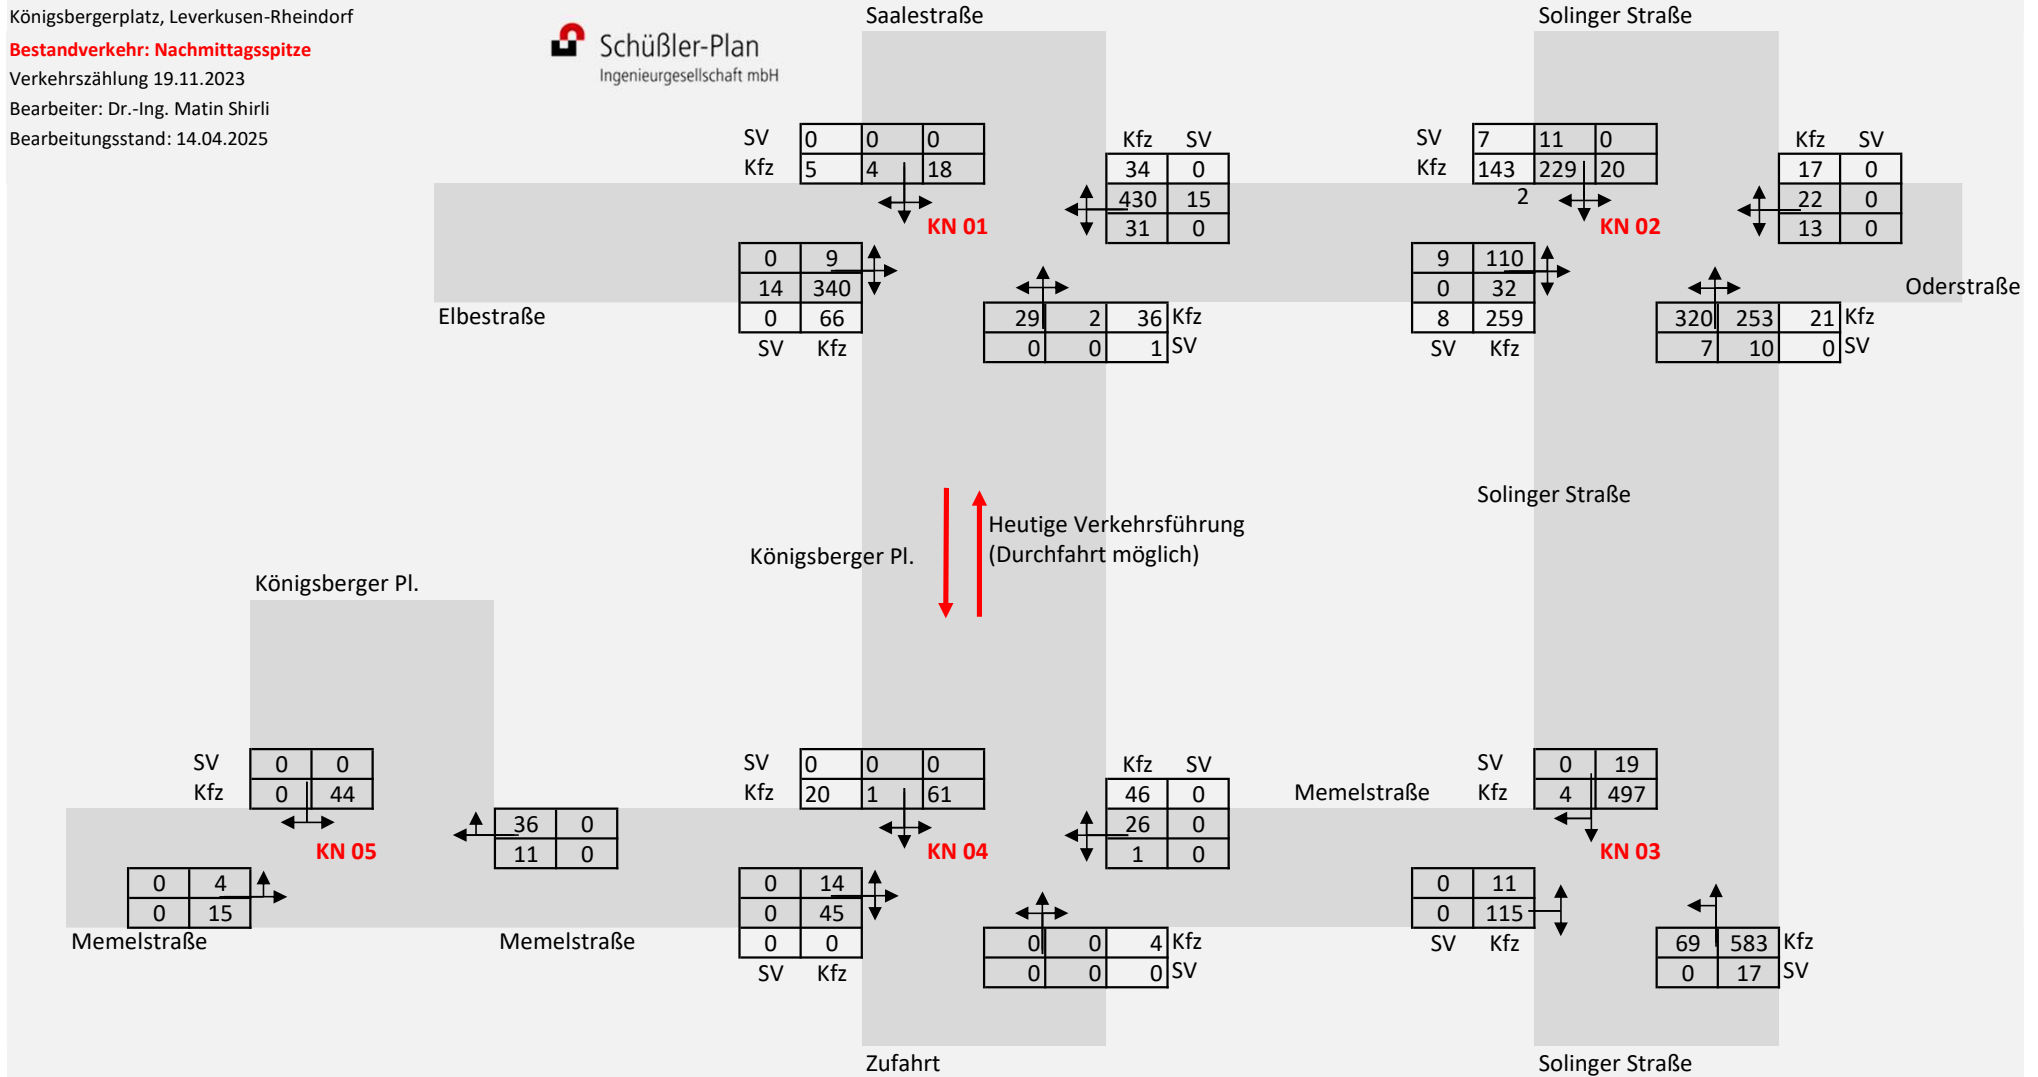 Königsbergerplatz, Leverkusen-Rheindorf
Bestandverkehr: Nachmittagsspitze
Verkehrszählung 19.11.2023
Bearbeiter: Dr.-Ing. Matin Shirli
Bearbeitungsstand: 14.04.2025
Schüßler-Plan
Ingenieurgesellschaft mbH
Saalestraße
Solinger Straße
SV 0 0 0
Kfz 5 4 18
Kfz SV
34 0
430 15
31 0
KN 01
0 9
14 340
0 66
SV Kfz
29 2 36 Kfz
0 0 1 SV
Elbestraße
SV 7 11 0
Kfz 143 229 20
2
Kfz SV
17 0
22 0
13 0
KN 02
9 110
0 32
8 259
SV Kfz
320 253 21 Kfz
7 10 0 SV
Oderstraße
Solinger Straße
Heutige Verkehrsführung
(Durchfahrt möglich)
Königsberger Pl.
Königsberger Pl.
SV 0 0
Kfz 0 44
36 0
11 0
KN 05
0 4
0 15
Memelstraße
Memelstraße
SV 0 0 0
Kfz 20 1 61
Kfz SV
46 0
26 0
1 0
KN 04
0 14
0 45
0 0
SV Kfz
0 0 4 Kfz
0 0 0 SV
Zufahrt
Memelstraße
SV 0 19
Kfz 4 497
KN 03
0 11
0 115
SV Kfz
69 583 Kfz
0 17 SV
Solinger Straße